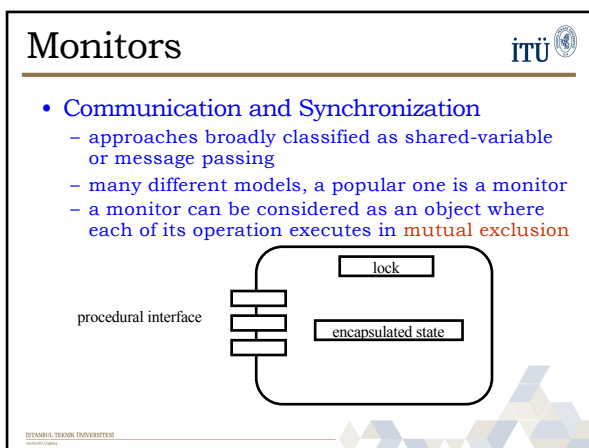 Monitors
İTÜ
• Communication and Synchronization
– approaches broadly classified as shared-variable
or message passing
– many different models, a popular one is a monitor
– a monitor can be considered as an object where
each of its operation executes in mutual exclusion
lock
procedural interface
encapsulated state
İSTANBUL TEKNİK ÜNİVERSİTESİ